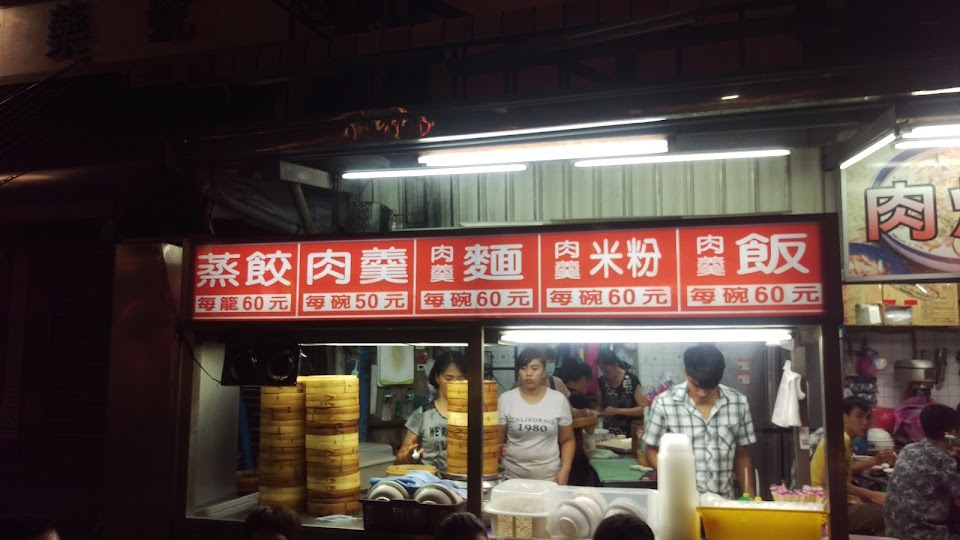 蒸餃
每籠60元
肉羹
每碗50元
肉羹 麵
每碗60元
肉羹 米粉
每碗60元
肉羹 飯
每碗60元
肉
WE
CALIFORNIA
1980